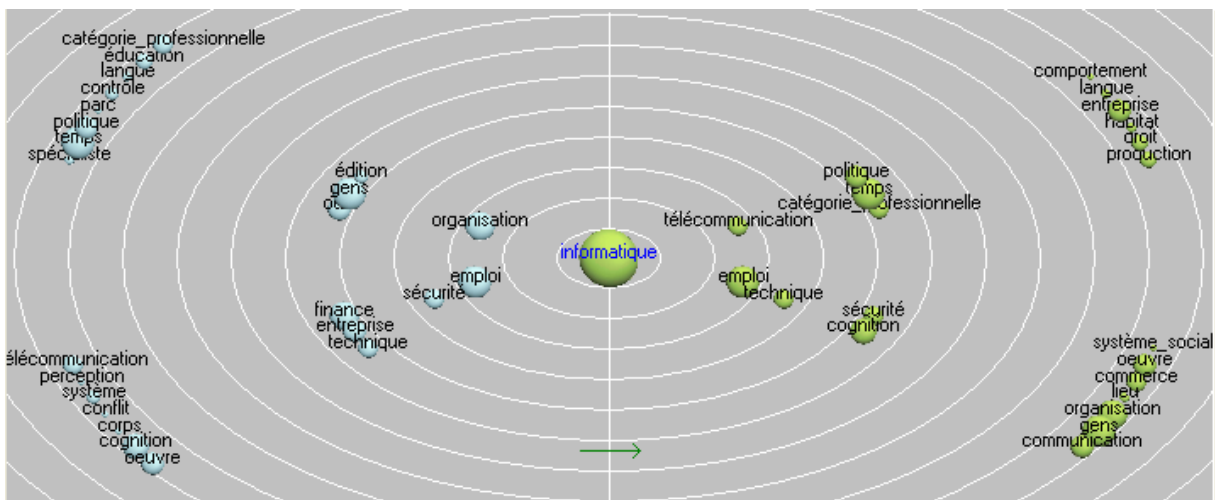 catégorie_professionnelle
éducation
langue
contrôle
parc
politique
temps
spécialiste
édition
gens
organisation
emploi
sécurité
finance
entreprise
technique
élécommunication
perception
système
conflit
corps
cognition
oeuvre
informatique
télécommunication
emploi
technique
politique
temps
catégorie_professionnelle
sécurité
cognition
comportement
langue
entreprise
habitat
droit
production
système_social
oeuvre
commerce
lieu
organisation
gens
communication